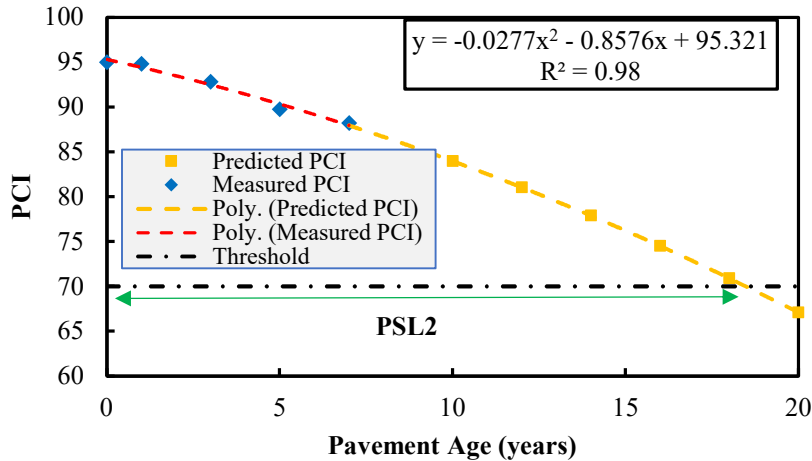 y = -0.0277x² - 0.8576x + 95.321
R² = 0.98
100
95
90
85
80
75
70
65
60
PCI
Predicted PCI
Measured PCI
Poly. (Predicted PCI)
Poly. (Measured PCI)
Threshold
PSL2
0 5 10 15 20
Pavement Age (years)